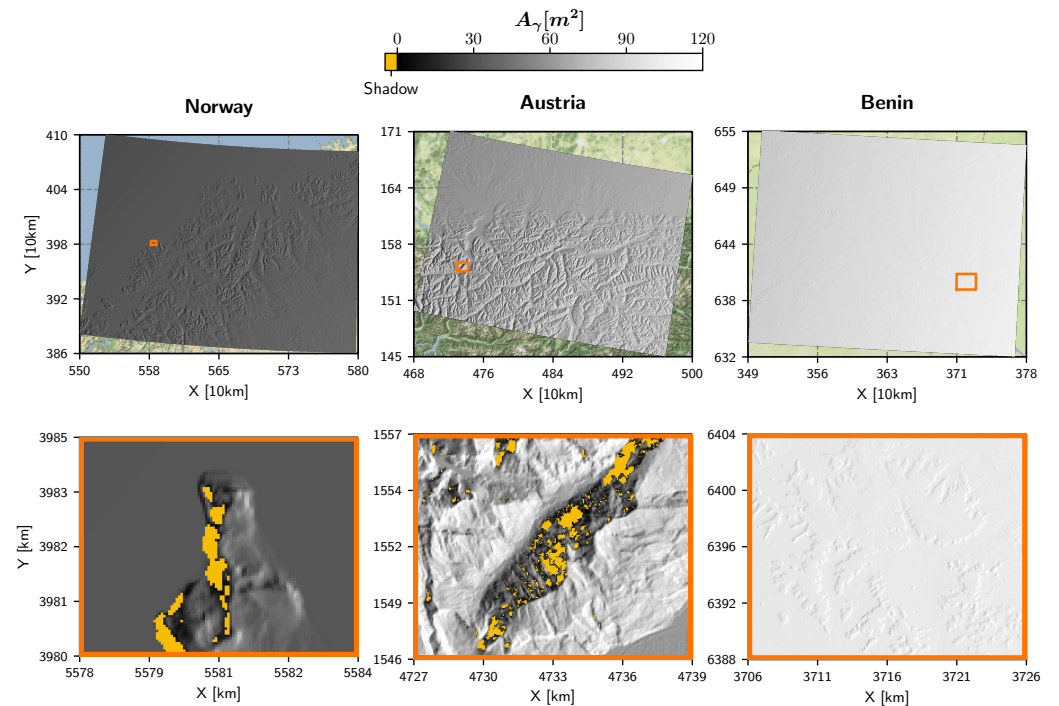 A_γ[m²]
0 30 60 90 120
Shadow
Norway Austria Benin
410 404 398 392 386
Y [10km]
550 558 565 573 580
X [10km]
171 164 158 151 145
468 476 484 492 500
X [10km]
655 649 644 638 632
349 356 363 371 378
X [10km]
3985 3983 3982 3981 3980
Y [km]
5578 5579 5581 5582 5584
X [km]
1557 1554 1552 1549 1546
4727 4730 4733 4736 4739
X [km]
6404 6400 6396 6392 6388
3706 3711 3716 3721 3726
X [km]